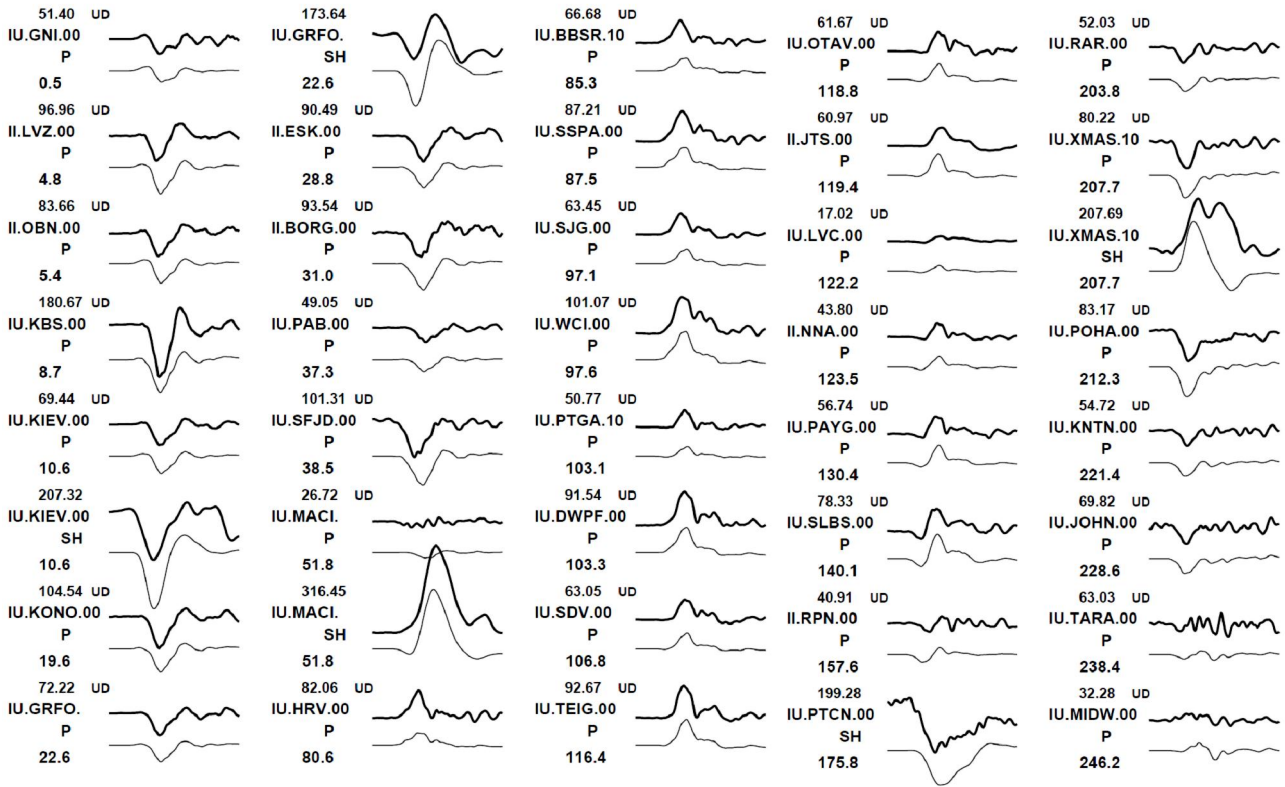 51.40 UD
IU.GNI.00
P
0.5
96.96 UD
II.LVZ.00
P
4.8
83.66 UD
II.OBN.00
P
5.4
180.67 UD
IU.KBS.00
P
8.7
69.44 UD
IU.KIEV.00
P
10.6
207.32 UD
IU.KIEV.00
SH
10.6
104.54 UD
IU.KONO.00
P
19.6
72.22 UD
IU.GRFO.
P
22.6
173.64 UD
IU.GRFO.
SH
22.6
90.49 UD
II.ESK.00
P
28.8
93.54 UD
II.BORG.00
P
31.0
49.05 UD
IU.PAB.00
P
37.3
101.31 UD
IU.SFJD.00
P
38.5
26.72 UD
IU.MACI.
P
51.8
316.45 UD
IU.MACI.
SH
51.8
82.06 UD
IU.HRV.00
P
80.6
66.68 UD
IU.BBSR.10
P
85.3
87.21 UD
IU.SSPA.00
P
87.5
63.45 UD
IU.SJG.00
P
97.1
101.07 UD
IU.WCI.00
P
97.6
50.77 UD
IU.PTGA.10
P
103.1
91.54 UD
IU.DWPF.00
P
103.3
63.05 UD
IU.SDV.00
P
106.8
92.67 UD
IU.TEIG.00
P
116.4
61.67 UD
IU.OTAV.00
P
118.8
60.97 UD
II.JTS.00
P
119.4
17.02 UD
IU.LVC.00
P
122.2
43.80 UD
II.NNA.00
P
123.5
56.74 UD
IU.PAYG.00
P
130.4
78.33 UD
IU.SLBS.00
P
140.1
40.91 UD
II.RPN.00
P
157.6
199.28 UD
IU.PTCN.00
SH
175.8
52.03 UD
IU.RAR.00
P
203.8
80.22 UD
IU.XMAS.10
P
207.7
207.69 UD
IU.XMAS.10
SH
207.7
83.17 UD
IU.POHA.00
P
212.3
54.72 UD
IU.KNTN.00
P
221.4
69.82 UD
IU.JOHN.00
P
228.6
63.03 UD
IU.TARA.00
P
238.4
32.28 UD
IU.MIDW.00
P
246.2